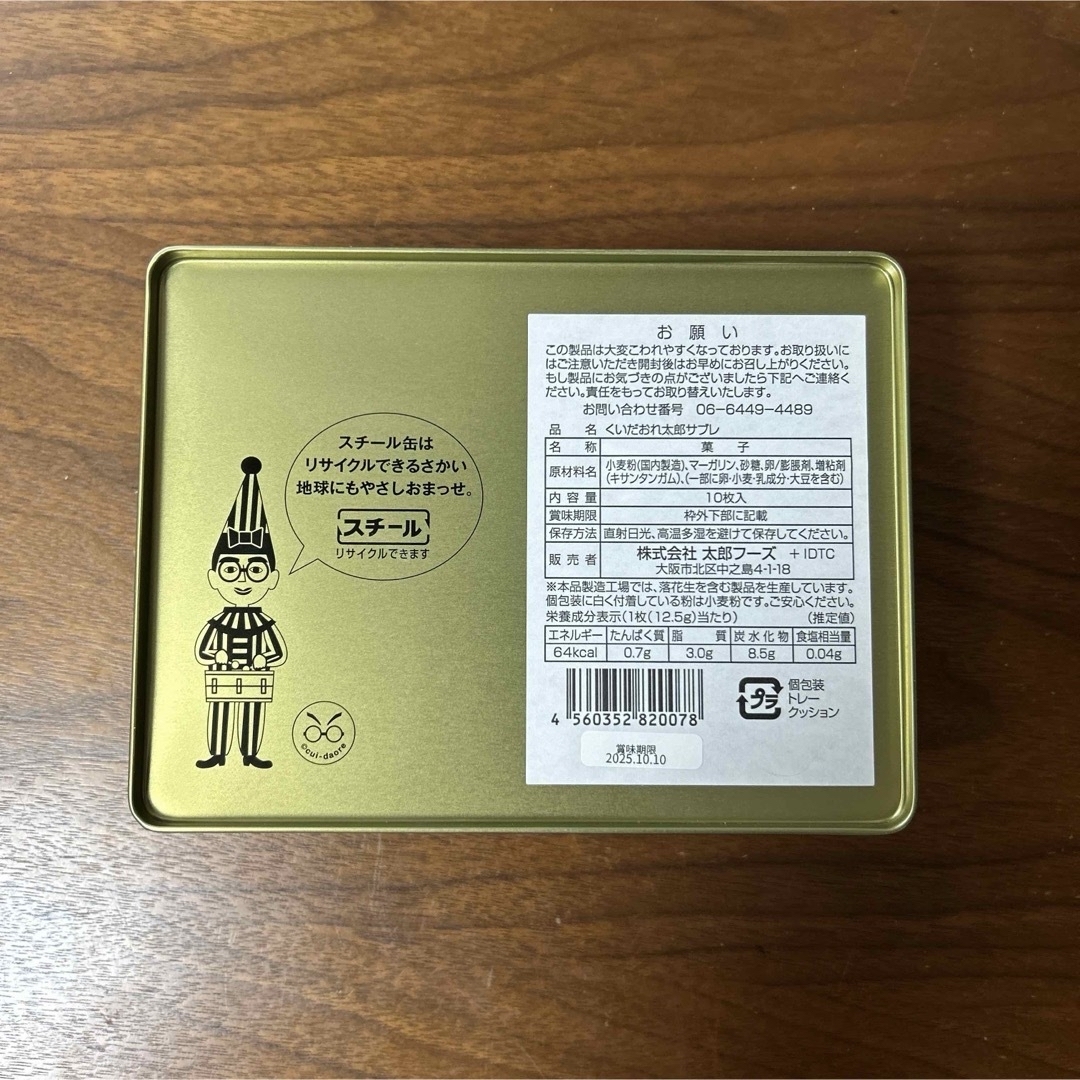 スチール缶は
リサイクルできるさかい
地球にもやさしおまっせ。
スチール
リサイクルできます
©cui-daore
お願い
この製品は大変こわれやすくなっております。お取り扱いに
はご注意いただき開封後はお早めにお召し上がりください。
もし製品にお気づきの点がございましたら下記へご連絡く
ださい。責任をもってお取り替えいたします。
お問い合わせ番号 06-6449-4489
品名 くいだおれ太郎サブレ
名称 菓子
原材料名 小麦粉(国内製造)、マーガリン、砂糖、卵/膨脹剤、増粘剤
(キサンタンガム)、(一部に卵・小麦・乳成分・大豆を含む)
内容量 10枚入
賞味期限 枠外下部に記載
保存方法 直射日光、高温多湿を避けて保存してください。
販売者 株式会社 太郎フーズ +IDTC
大阪市北区中之島4-1-18
※本品製造工場では、落花生を含む製品を生産しています。
個包装に白く付着している粉は小麦粉です。ご安心ください。
栄養成分表示(1枚(12.5g)当たり) (推定値)
エネルギー たんぱく質 脂質 炭水化物 食塩相当量
64kcal 0.7g 3.0g 8.5g 0.04g
4 560352 820078
プラ
個包装
トレー
クッション
賞味期限
2025.10.10